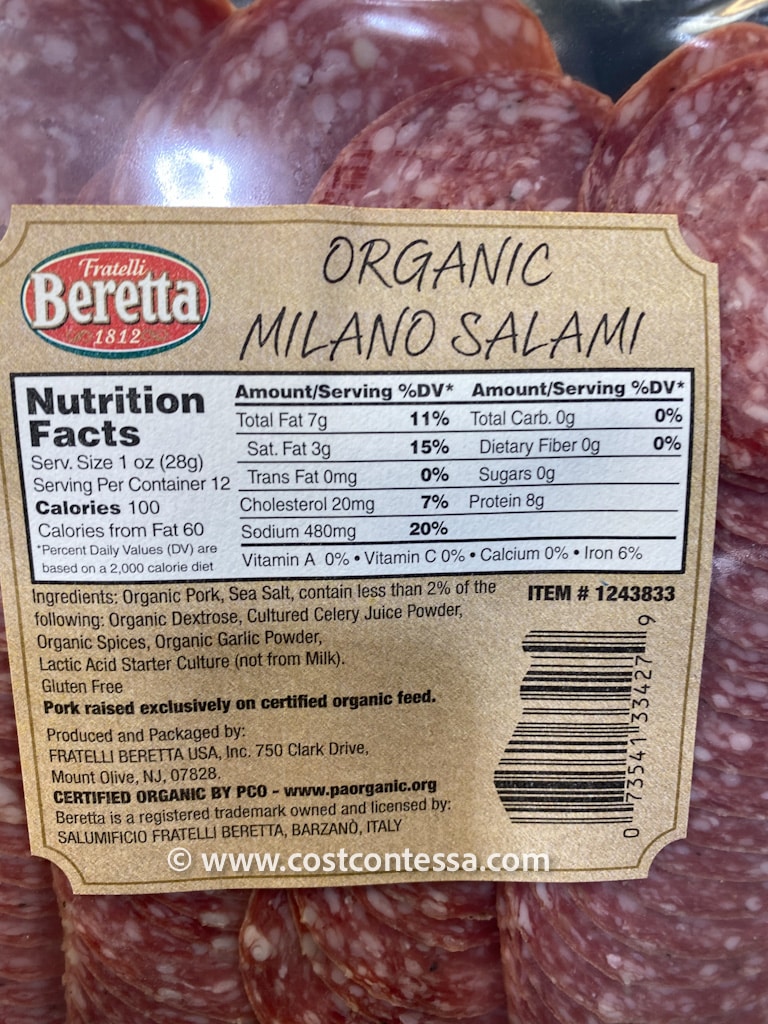 Fratelli
Beretta
1812
ORGANIC
MILANO SALAMI
Nutrition
Facts
Serv. Size 1 oz (28g)
Serving Per Container 12
Calories 100
Calories from Fat 60
*Percent Daily Values (DV) are
based on a 2,000 calorie diet
Amount/Serving %DV* Amount/Serving %DV*
Total Fat 7g 11% Total Carb. 0g 0%
Sat. Fat 3g 15% Dietary Fiber 0g 0%
Trans Fat 0mg 0% Sugars 0g
Cholesterol 20mg 7% Protein 8g
Sodium 480mg 20%
Vitamin A 0% • Vitamin C 0% • Calcium 0% • Iron 6%
Ingredients: Organic Pork, Sea Salt, contain less than 2% of the
following: Organic Dextrose, Cultured Celery Juice Powder,
Organic Spices, Organic Garlic Powder,
Lactic Acid Starter Culture (not from Milk).
Gluten Free
Pork raised exclusively on certified organic feed.
Produced and Packaged by:
FRATELLI BERETTA USA, Inc. 750 Clark Drive,
Mount Olive, NJ, 07828.
CERTIFIED ORGANIC BY PCO - www.paorganic.org
Beretta is a registered trademark owned and licensed by:
SALUMIFICIO FRATELLI BERETTA, BARZANÒ, ITALY
ITEM # 1243833
0 73541 33427 9
© www.costcontessa.com